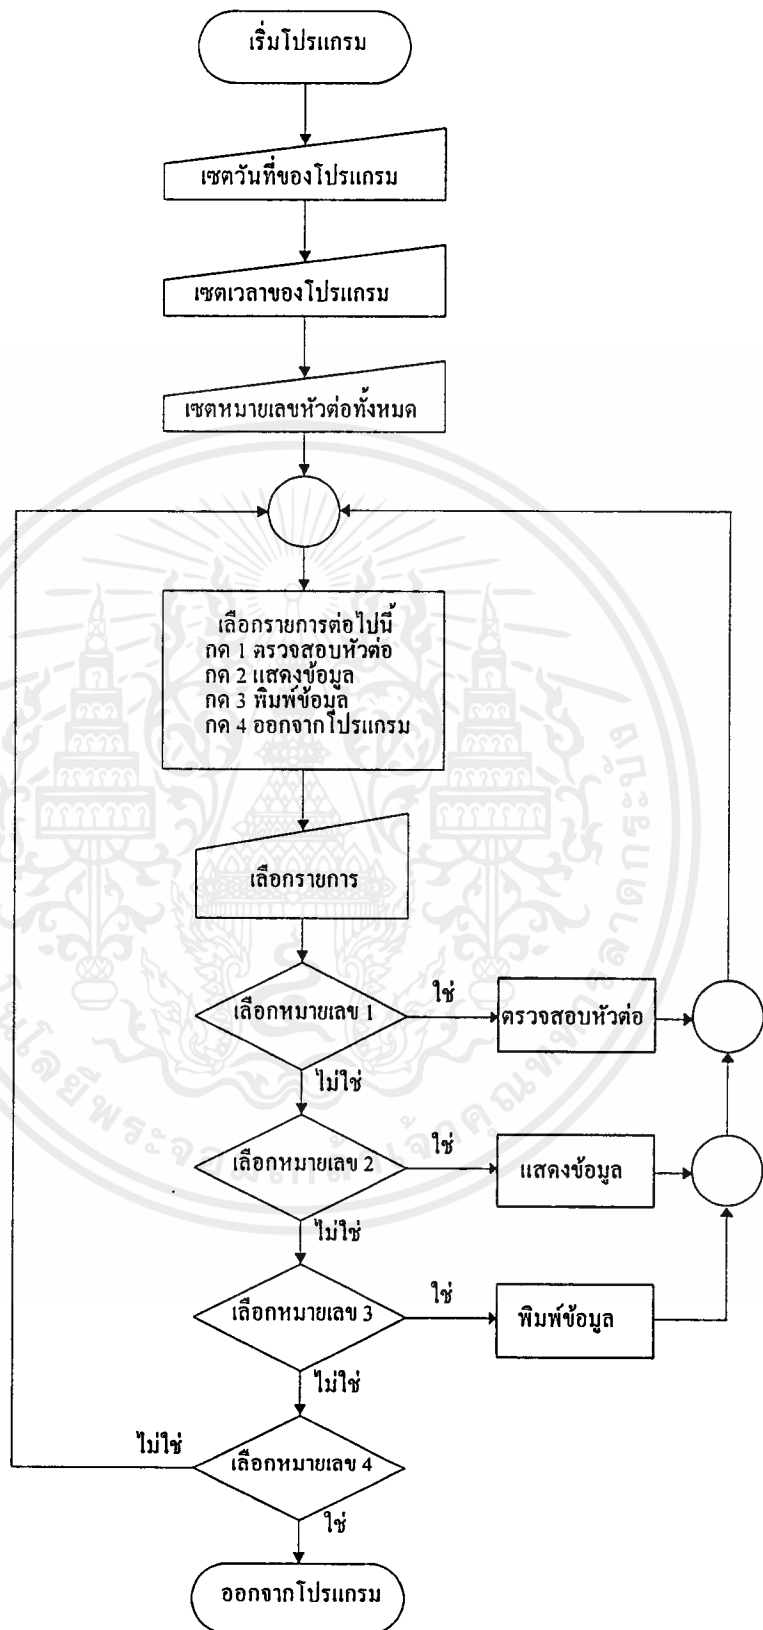 เริ่มโปรแกรม
เซตวันที่ของโปรแกรม
เซตเวลาของโปรแกรม
เซตหมายเลขหัวต่อทั้งหมด
เลือกรายการต่อไปนี้
กด 1 ตรวจสอบหัวต่อ
กด 2 แสดงข้อมูล
กด 3 พิมพ์ข้อมูล
กด 4 ออกจากโปรแกรม
เลือกรายการ
เลือกหมายเลข 1
ใช่
ตรวจสอบหัวต่อ
ไม่ใช่
เลือกหมายเลข 2
ใช่
แสดงข้อมูล
ไม่ใช่
เลือกหมายเลข 3
ใช่
พิมพ์ข้อมูล
ไม่ใช่
ไม่ใช่
เลือกหมายเลข 4
ใช่
ออกจากโปรแกรม